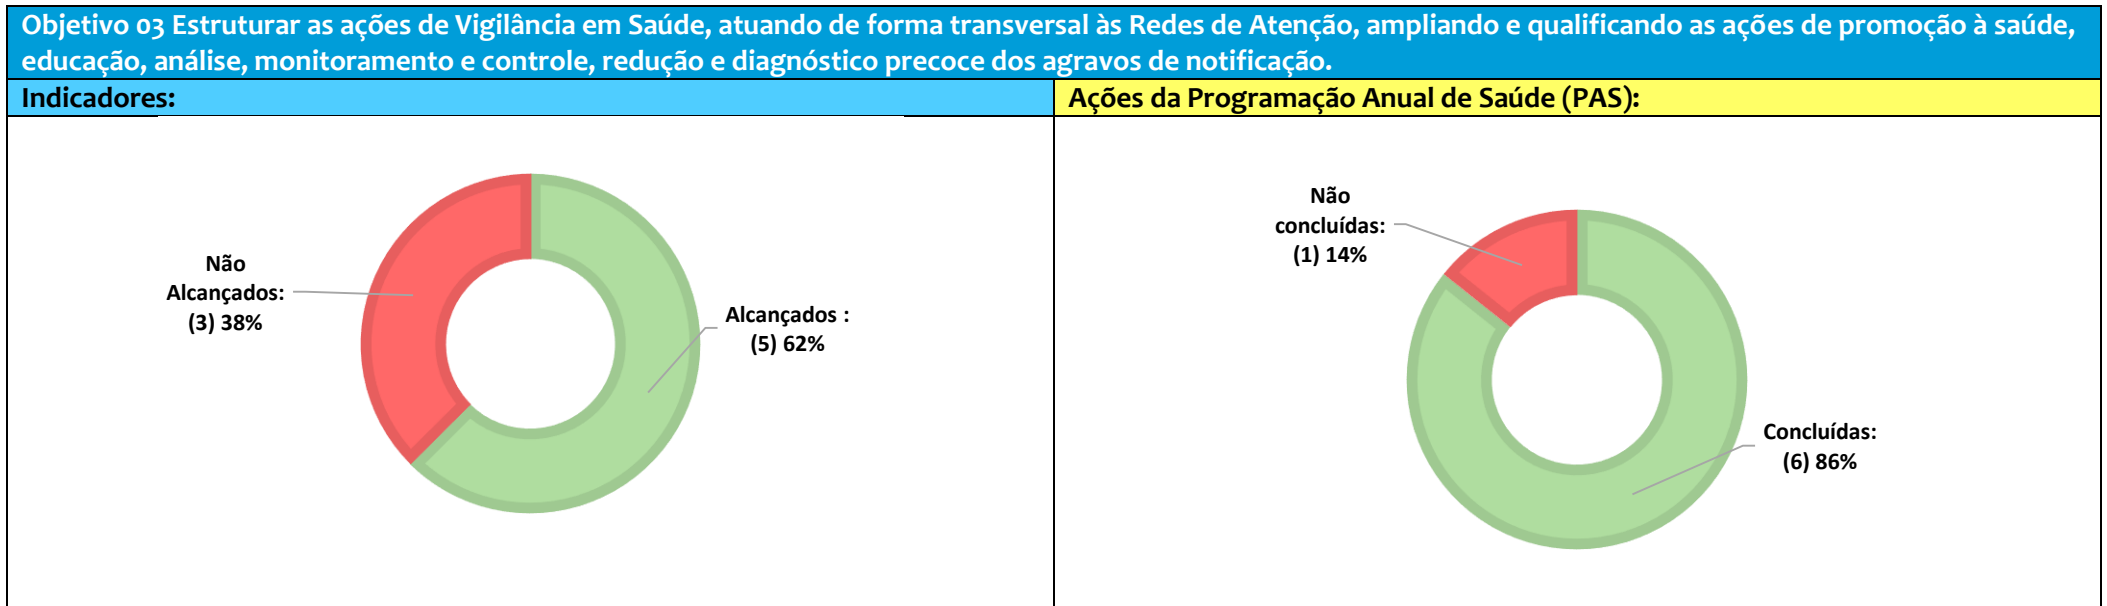 Objetivo 03 Estruturar as ações de Vigilância em Saúde, atuando de forma transversal às Redes de Atenção, ampliando e qualificando as ações de promoção à saúde,
educação, análise, monitoramento e controle, redução e diagnóstico precoce dos agravos de notificação.
Indicadores:
Ações da Programação Anual de Saúde (PAS):
Não
Alcançados:
(3) 38%
Alcançados :
(5) 62%
Não
concluídas:
(1) 14%
Concluídas:
(6) 86%